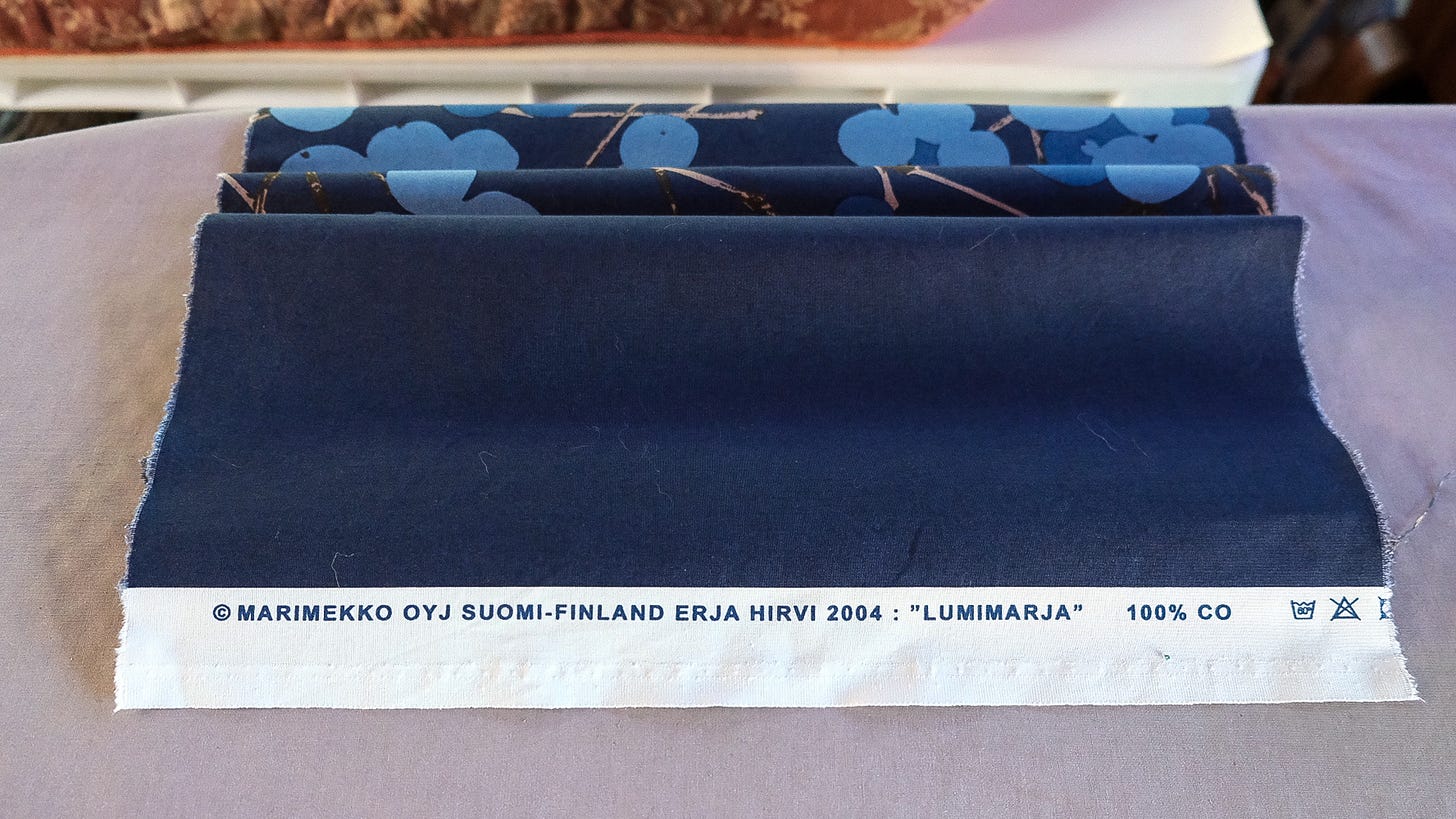 © MARIMEKKO OYJ SUOMI-FINLAND ERJA HIRVI 2004 : ”LUMIMARJA” 100% CO